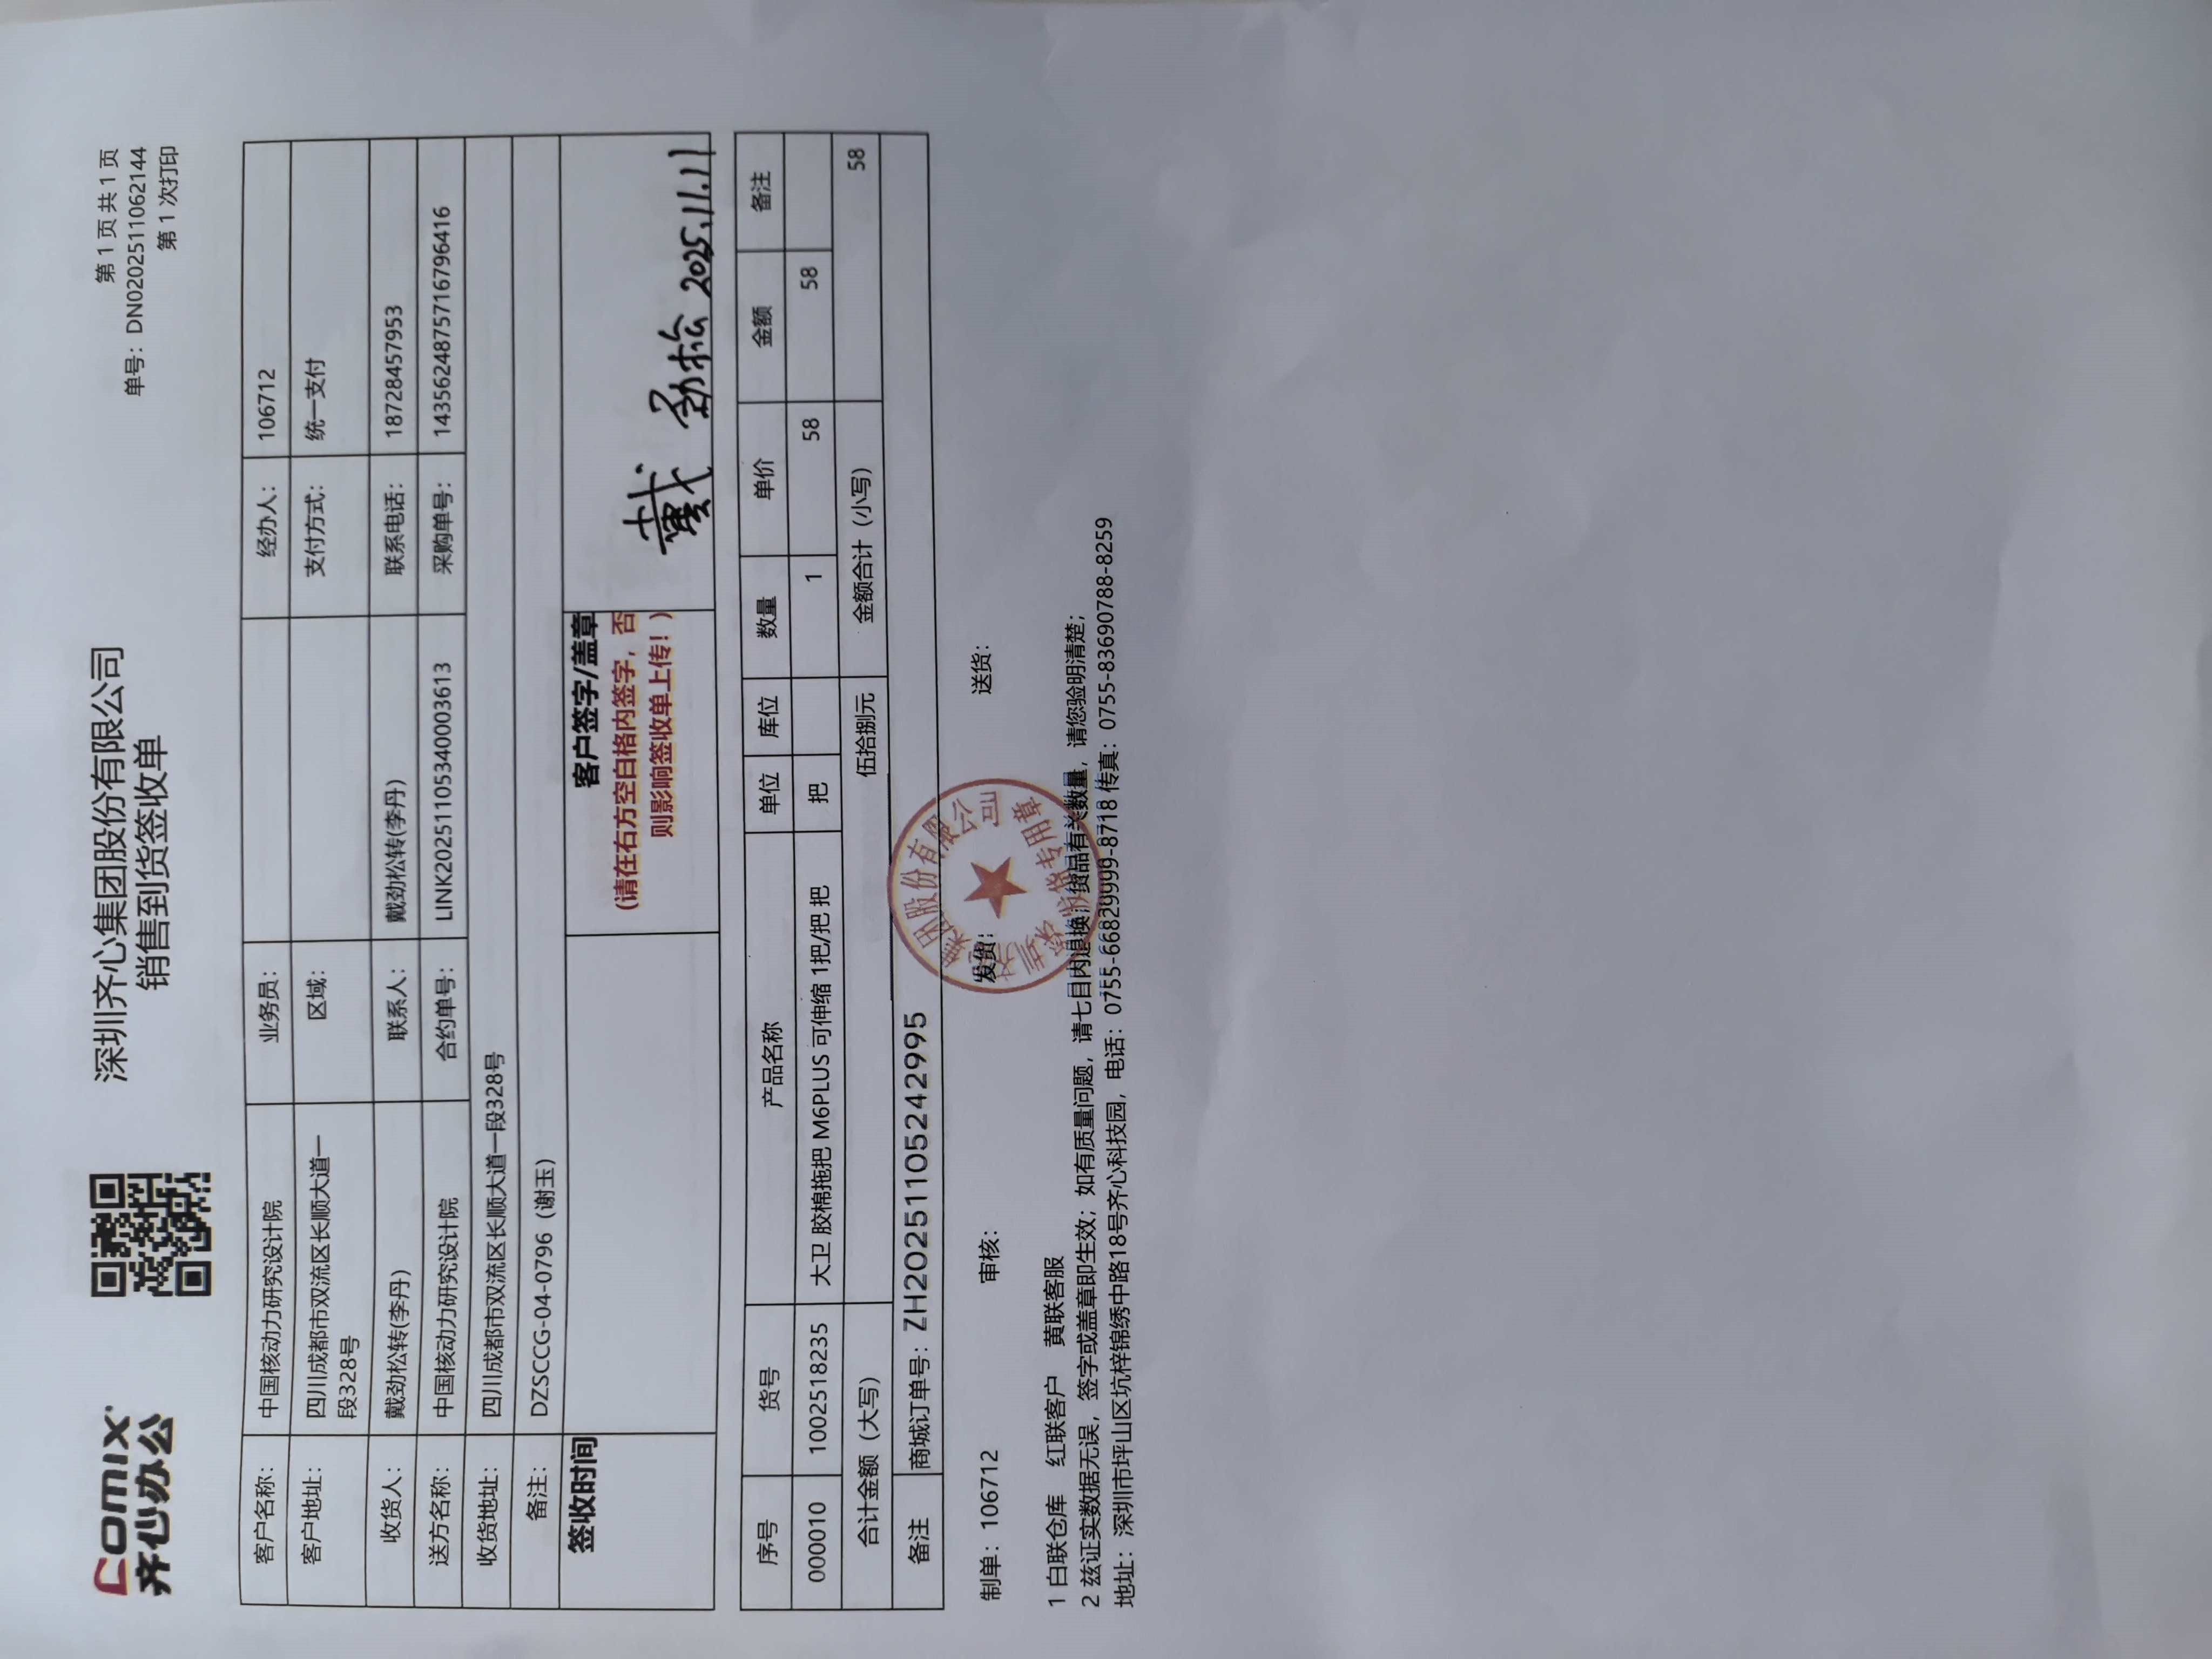 comix
齐心办公
深圳齐心集团股份有限公司
销售到货签收单
第 1 页 共 1 页
单号：DN0202511062144
第 1 次打印
客户名称： 中国核动力研究设计院 业务员： 经办人： 106712
客户地址： 四川成都市双流区长顺大道一段328号 区域： 支付方式： 统一支付
收货人： 戴劲松转(李丹) 联系人： 戴劲松转(李丹) 联系电话： 18728457953
送方名称： 中国核动力研究设计院 合约单号： LINK20251105340003613 采购单号： 1435624875716796416
收货地址： 四川成都市双流区长顺大道一段328号
备注： DZSCCG-04-0796（谢玉）
签收时间 客户签字/盖章
(请在右方空白格内签字，否
则影响签收单上传！)
戴劲松 2025.11.11
序号 货号 产品名称 单位 库位 数量 单价 金额 备注
000010 1002518235 大卫 胶棉拖把 M6PLUS 可伸缩 1把/把 把 把 1 58 58
合计金额（大写） 伍拾捌元 金额合计（小写） 58
备注 商城订单号：ZH20251105242995
制单：106712 审核： 发货： 送货：
1 白联仓库 红联客户 黄联客服
2 兹证实数据无误，签字或盖章即生效；如有质量问题，请七日内退换；货品有关数量，请您验明清楚；
地址：深圳市坪山区坑梓锦绣中路18号齐心科技园，电话：0755-66829999-8718 传真：0755-83690788-8259